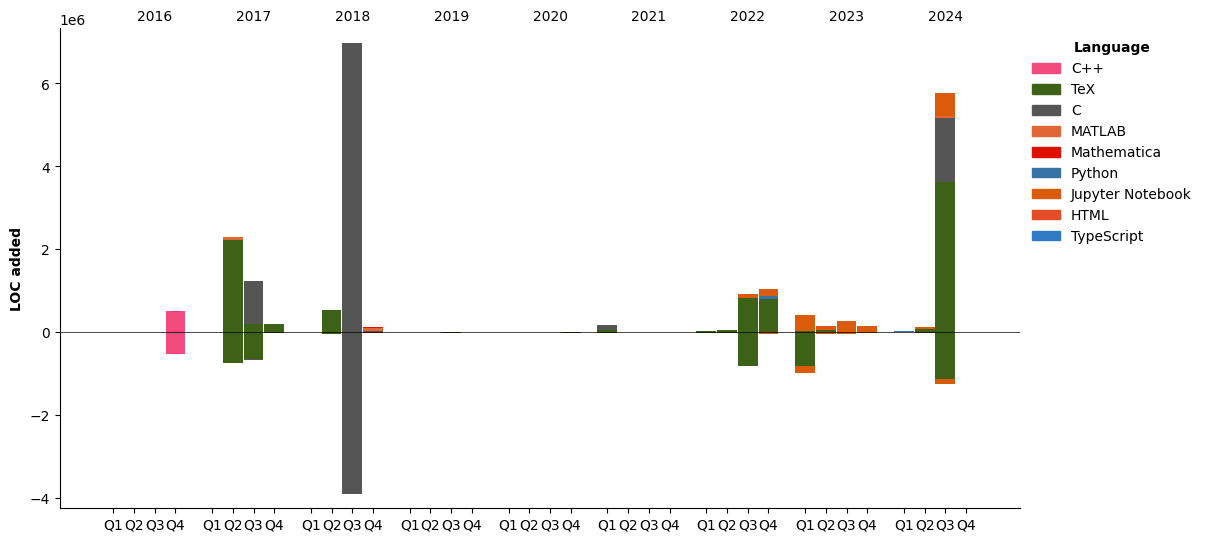 1e6
2016 2017 2018 2019 2020 2021 2022 2023 2024
LOC added
6
4
2
0
−2
−4
Q1 Q2 Q3 Q4 Q1 Q2 Q3 Q4 Q1 Q2 Q3 Q4 Q1 Q2 Q3 Q4 Q1 Q2 Q3 Q4 Q1 Q2 Q3 Q4 Q1 Q2 Q3 Q4 Q1 Q2 Q3 Q4 Q1 Q2 Q3 Q4
Language
C++
TeX
C
MATLAB
Mathematica
Python
Jupyter Notebook
HTML
TypeScript